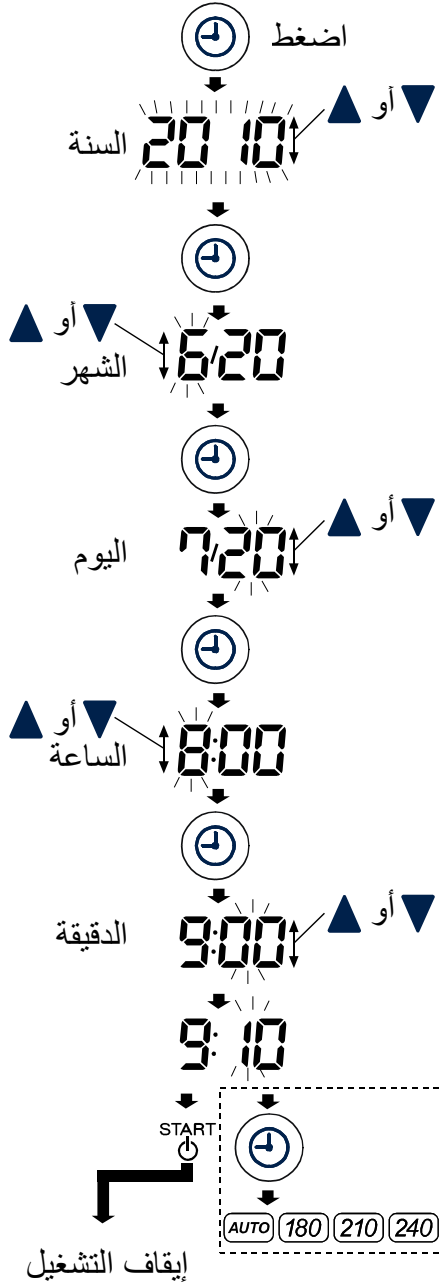 اضغط
▲ أو ▼
السنة 2010
▲ أو ▼
الشهر
6/20
▲ أو ▼
اليوم 7/20
▲ أو ▼
الساعة
8:00
▲ أو ▼
الدقيقة 9:00
9:10
START
AUTO 180 210 240
إيقاف التشغيل